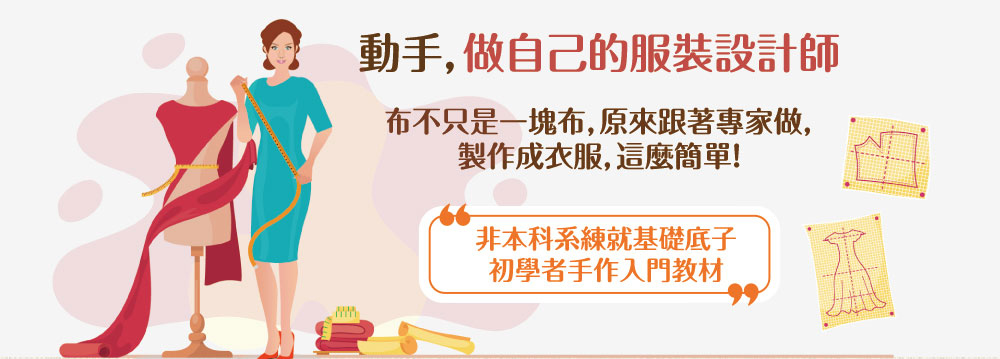 動手，做自己的服裝設計師
布不只是一塊布，原來跟著專家做，
製作成衣服，這麼簡單！
非本科系練就基礎底子
初學者手作入門教材